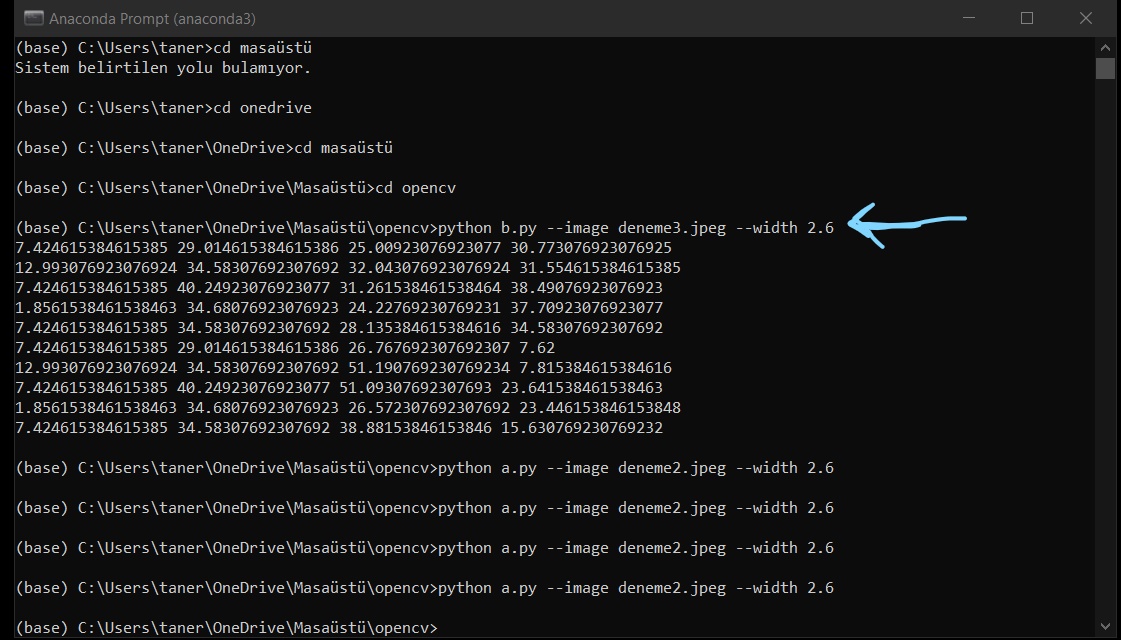 Anaconda Prompt (anaconda3)
(base) C:\Users\taner>cd masaüstü
Sistem belirtilen yolu bulamıyor.
(base) C:\Users\taner>cd onedrive
(base) C:\Users\taner\OneDrive>cd masaüstü
(base) C:\Users\taner\OneDrive\Masaüstü>cd opencv
(base) C:\Users\taner\OneDrive\Masaüstü\opencv>python b.py --image deneme3.jpeg --width 2.6
7.424615384615385 29.014615384615386 25.00923076923077 30.773076923076925
12.993076923076924 34.58307692307692 32.043076923076924 31.554615384615385
7.424615384615385 40.24923076923077 31.261538461538464 38.49076923076923
1.8561538461538463 34.68076923076923 24.22769230769231 37.70923076923077
7.424615384615385 34.58307692307692 28.135384615384616 34.58307692307692
7.424615384615385 29.014615384615386 26.767692307692307 7.62
12.993076923076924 34.58307692307692 51.190769230769234 7.815384615384616
7.424615384615385 40.24923076923077 51.09307692307693 23.641538461538463
1.8561538461538463 34.68076923076923 26.572307692307692 23.446153846153848
7.424615384615385 34.58307692307692 38.88153846153846 15.630769230769232
(base) C:\Users\taner\OneDrive\Masaüstü\opencv>python a.py --image deneme2.jpeg --width 2.6
(base) C:\Users\taner\OneDrive\Masaüstü\opencv>python a.py --image deneme2.jpeg --width 2.6
(base) C:\Users\taner\OneDrive\Masaüstü\opencv>python a.py --image deneme2.jpeg --width 2.6
(base) C:\Users\taner\OneDrive\Masaüstü\opencv>python a.py --image deneme2.jpeg --width 2.6
(base) C:\Users\taner\OneDrive\Masaüstü\opencv>